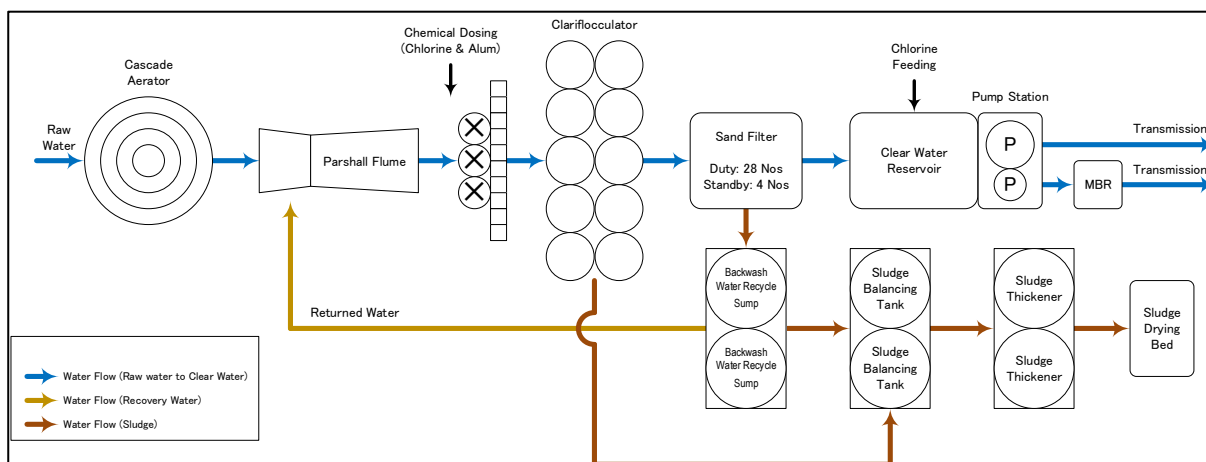 Cascade
Aerator
Raw
Water
Parshall Flume
Chemical Dosing
(Chlorine & Alum)
Clariflocculator
Sand Filter
Duty: 28 Nos
Standby: 4 Nos
Chlorine
Feeding
Clear Water
Reservoir
Pump Station
P
P
MBR
Transmission
Transmission
Backwash
Water Recycle
Sump
Backwash
Water Recycle
Sump
Sludge
Balancing
Tank
Sludge
Balancing
Tank
Sludge
Thickener
Sludge
Thickener
Sludge
Drying
Bed
Returned Water
Water Flow (Raw water to Clear Water)
Water Flow (Recovery Water)
Water Flow (Sludge)